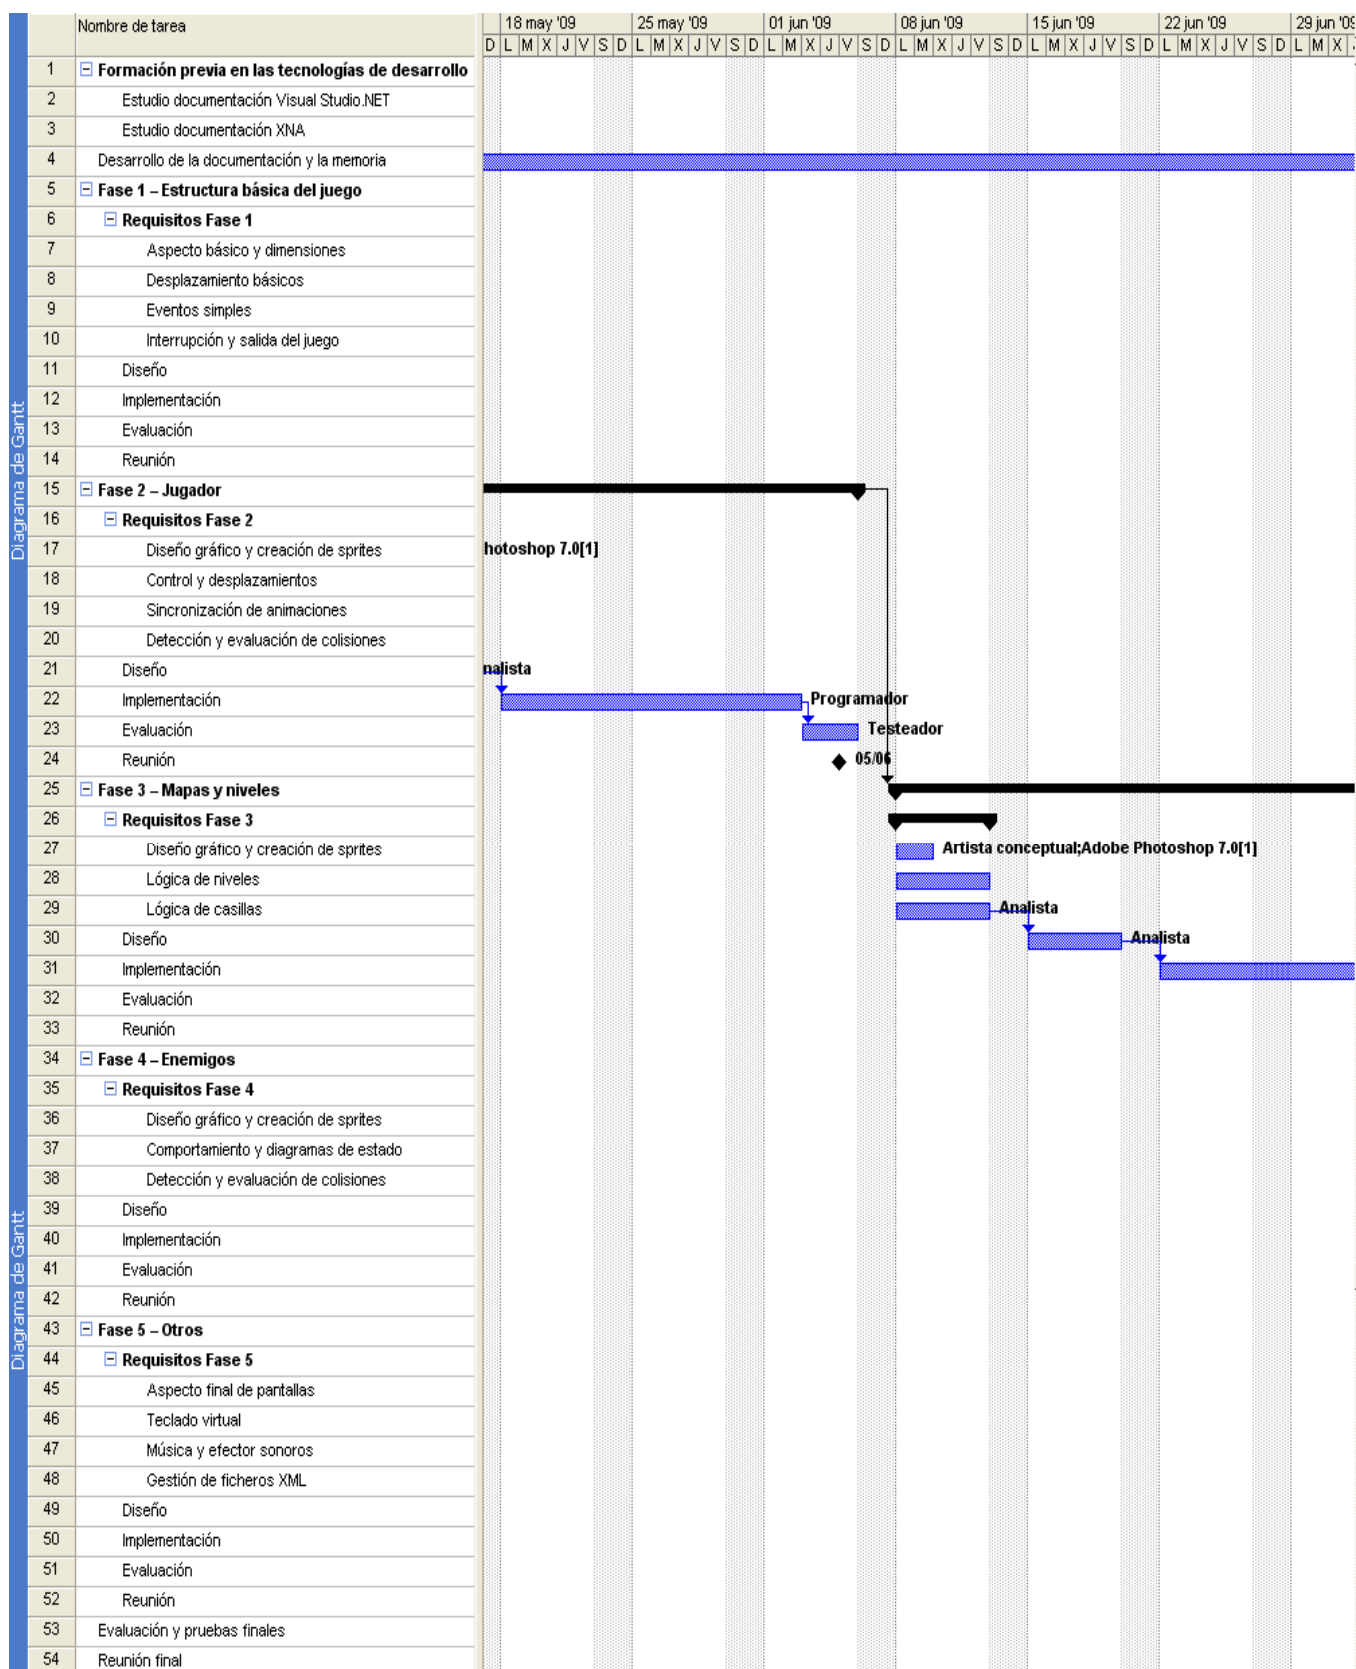 Nombre de tarea
18 may '09 25 may '09 01 jun '09 08 jun '09 15 jun '09 22 jun '09 29 jun '09
D L M X J V S D L M X J V S D L M X J V S D L M X J V S D L M X J V S D L M X J V S D L M X
1 Formación previa en las tecnologías de desarrollo
2 Estudio documentación Visual Studio.NET
3 Estudio documentación XNA
4 Desarrollo de la documentación y la memoria
5 Fase 1 – Estructura básica del juego
6 Requisitos Fase 1
7 Aspecto básico y dimensiones
8 Desplazamiento básicos
9 Eventos simples
10 Interrupción y salida del juego
11 Diseño
12 Implementación
13 Evaluación
14 Reunión
15 Fase 2 – Jugador
16 Requisitos Fase 2
17 Diseño gráfico y creación de sprites hotoshop 7.0[1]
18 Control y desplazamientos
19 Sincronización de animaciones
20 Detección y evaluación de colisiones
21 Diseño nalista
22 Implementación Programador
23 Evaluación Testeador
24 Reunión 05/06
25 Fase 3 – Mapas y niveles
26 Requisitos Fase 3
27 Diseño gráfico y creación de sprites Artista conceptual;Adobe Photoshop 7.0[1]
28 Lógica de niveles
29 Lógica de casillas Analista
30 Diseño Analista
31 Implementación
32 Evaluación
33 Reunión
34 Fase 4 – Enemigos
35 Requisitos Fase 4
36 Diseño gráfico y creación de sprites
37 Comportamiento y diagramas de estado
38 Detección y evaluación de colisiones
39 Diseño
40 Implementación
41 Evaluación
42 Reunión
43 Fase 5 – Otros
44 Requisitos Fase 5
45 Aspecto final de pantallas
46 Teclado virtual
47 Música y efector sonoros
48 Gestión de ficheros XML
49 Diseño
50 Implementación
51 Evaluación
52 Reunión
53 Evaluación y pruebas finales
54 Reunión final
Diagrama de Gantt
Diagrama de Gantt